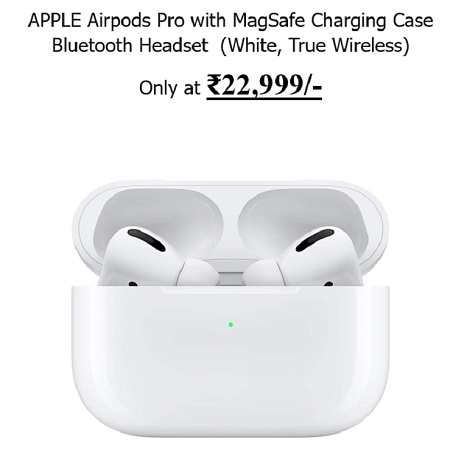 APPLE Airpods Pro with MagSafe Charging Case
Bluetooth Headset (White, True Wireless)
Only at ₹22,999/-